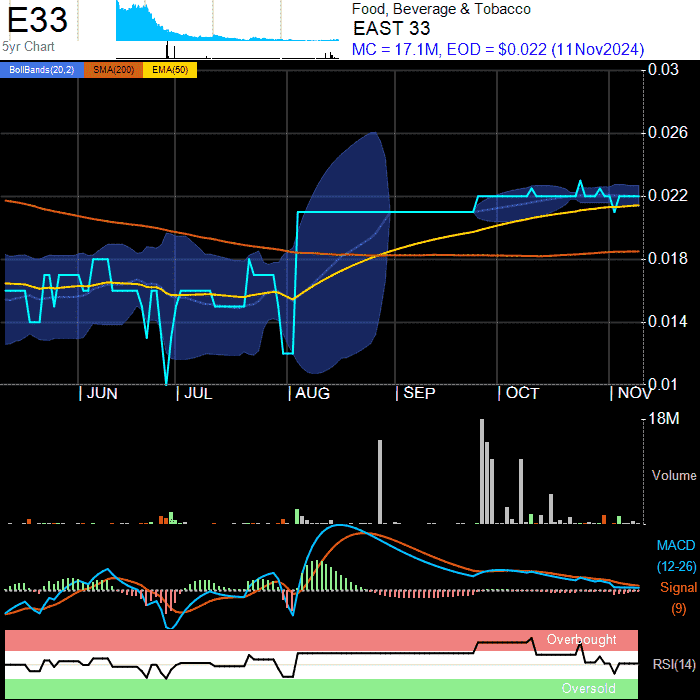 E33
5yr Chart
Food, Beverage & Tobacco
EAST 33
MC = 17.1M, EOD = $0.022 (11Nov2024)
BollBands(20,2) SMA(200) EMA(50)
0.03
0.026
0.022
0.018
0.014
0.01
JUN JUL AUG SEP OCT NOV
18M
Volume
MACD
(12-26)
Signal
(9)
Overbought
RSI(14)
Oversold